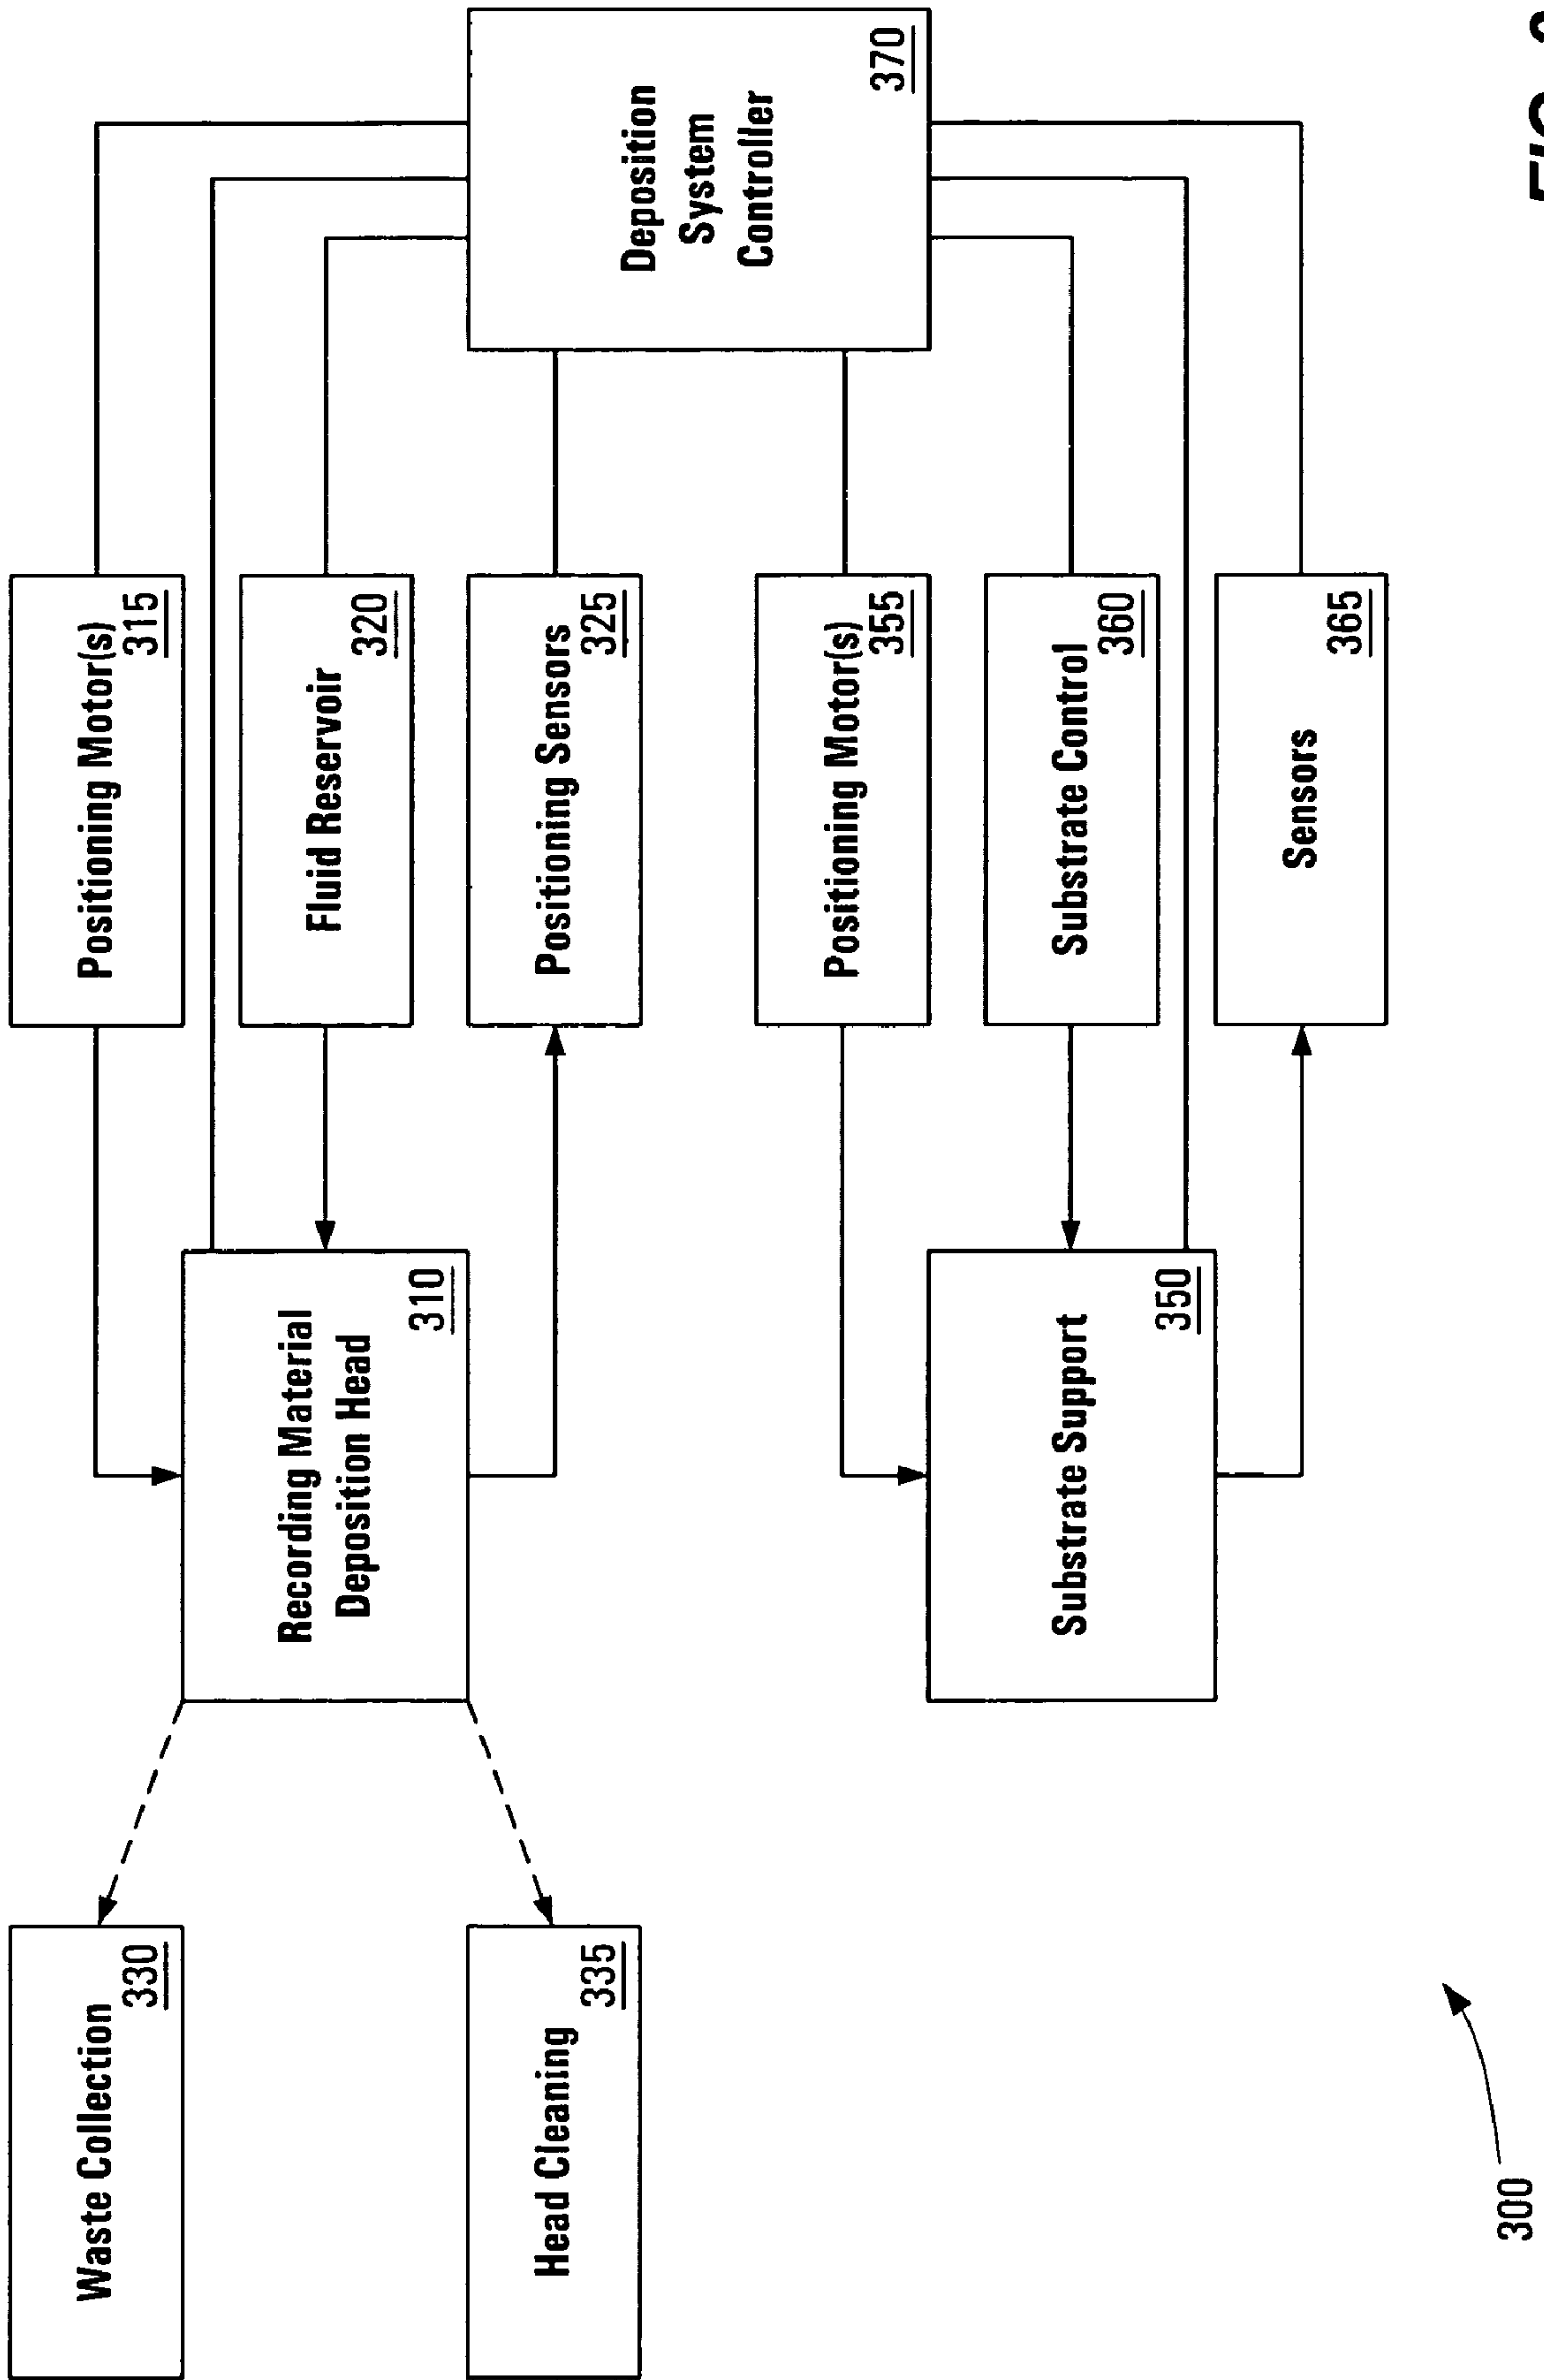 Waste Collection
330
Head Cleaning
335
Recording Material
Deposition Head
310
Positioning Motor(s)
315
Fluid Reservoir
320
Positioning Sensors
325
Substrate Support
350
Positioning Motor(s)
355
Substrate Control
360
Sensors
365
Deposition
System
Controller
370
300
FIG.